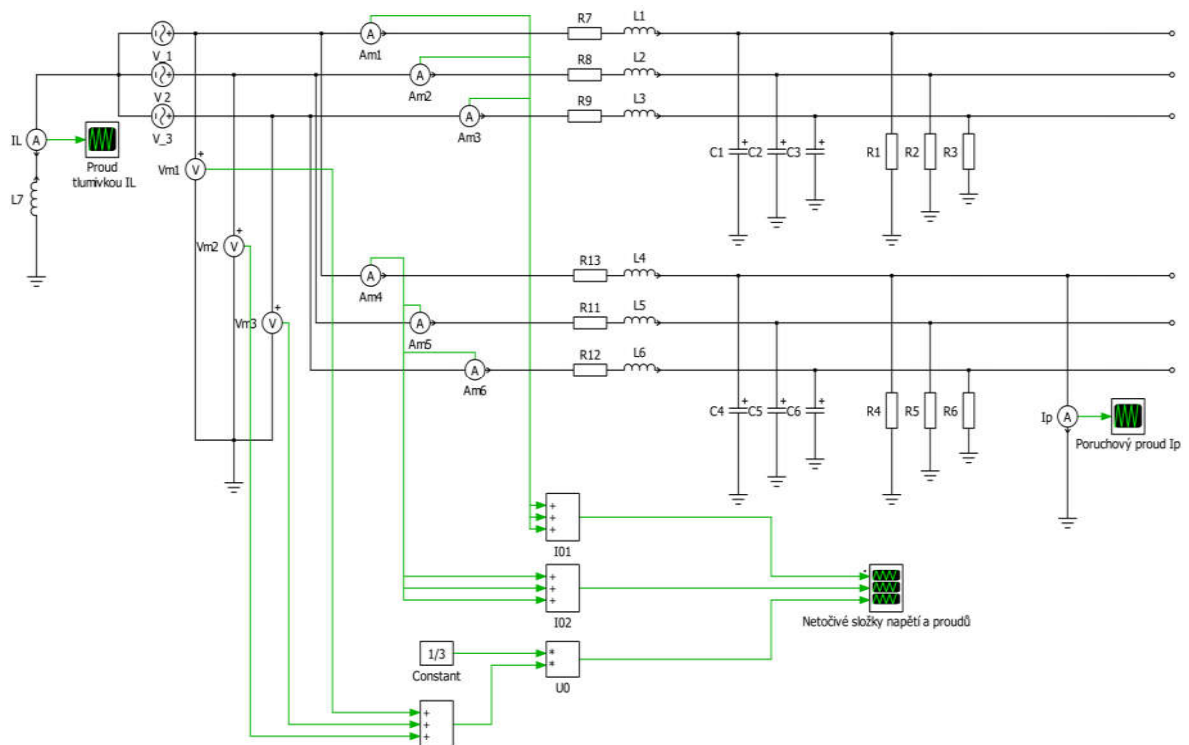 L1
R7
V_1
Am1
L2
R8
V_2
Am2
L3
R9
V_3
Am3
IL
A
Proud
tlumivkou IL
L7
Vm1
V
Vm2
V
Vm3
V
A
A
A
C1
C2
C3
R1
R2
R3
R13
L4
Am4
A
R11
L5
Am5
A
R12
L6
Am6
A
C4
C5
C6
R4
R5
R6
Ip
A
Poruchový proud Ip
+
+
+
I01
+
+
+
I02
Netočivé složky napětí a proudů
1/3
Constant
*
*
U0
+
+
+